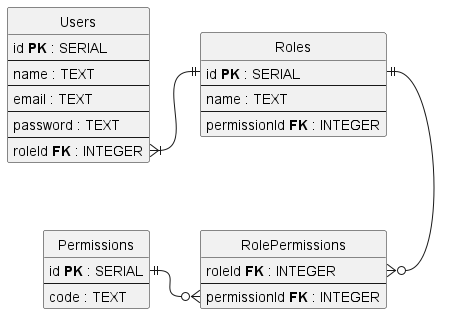 Users
id PK : SERIAL
name : TEXT
email : TEXT
password : TEXT
roleId FK : INTEGER
Roles
id PK : SERIAL
name : TEXT
permissionId FK : INTEGER
Permissions
id PK : SERIAL
code : TEXT
RolePermissions
roleId FK : INTEGER
permissionId FK : INTEGER